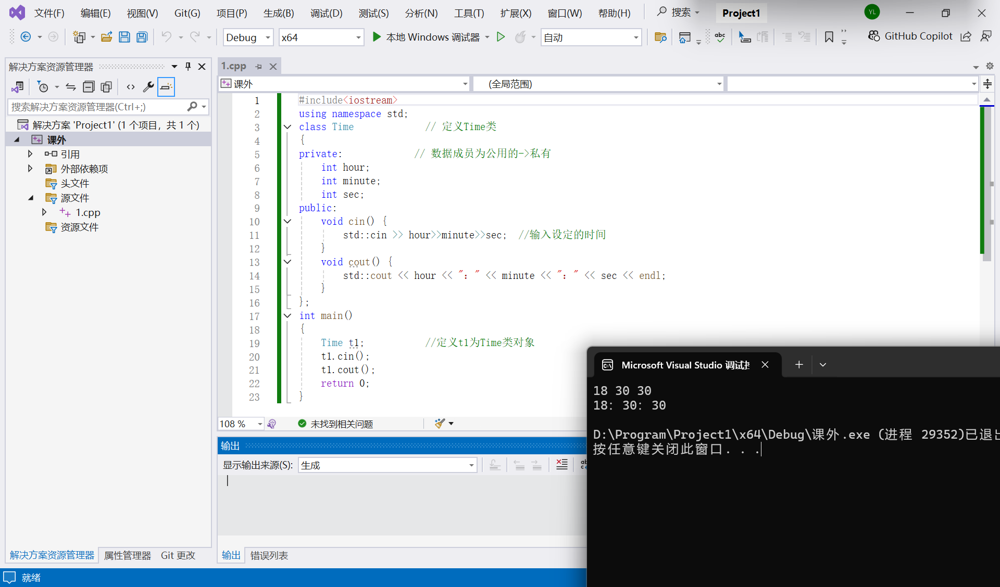 文件(F) 编辑(E) 视图(V) Git(G) 项目(P) 生成(B) 调试(D) 测试(S) 分析(N) 工具(T) 扩展(X) 窗口(W) 帮助(H) 搜索 Project1 YL
Debug x64 本地 Windows 调试器 自动 abc GitHub Copilot
解决方案资源管理器
搜索解决方案资源管理器(Ctrl+;)
解决方案 'Project1' (1 个项目，共 1 个)
课外
引用
外部依赖项
头文件
源文件
1.cpp
资源文件
解决方案资源管理器 属性管理器 Git 更改
1.cpp
课外 (全局范围)
1 #include<iostream>
2 using namespace std;
3 class Time // 定义Time类
4 {
5 private: // 数据成员为公用的->私有
6 int hour;
7 int minute;
8 int sec;
9 public:
10 void cin() {
11 std::cin >> hour>>minute>>sec; //输入设定的时间
12 }
13 void cout() {
14 std::cout << hour << "：" << minute << "：" << sec << endl;
15 }
16 };
17 int main()
18 {
19 Time t1; //定义t1为Time类对象
20 t1.cin();
21 t1.cout();
22 return 0;
23 }
108 % 未找到相关问题
输出
显示输出来源(S): 生成
输出 错误列表
就绪
Microsoft Visual Studio 调试
18 30 30
18：30：30
D:\Program\Project1\x64\Debug\课外.exe (进程 29352)已退出
按任意键关闭此窗口. . .